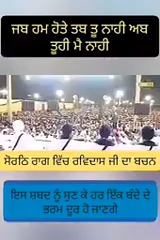 ਜਬ ਹਮ ਹੋਤੇ ਤਬ ਤੂ ਨਾਹੀ ਅਬ
ਤੂਹੀ ਮੈ ਨਾਹੀ
ਸੋਰਠਿ ਰਾਗ ਵਿੱਚ ਰਵਿਦਾਸ ਜੀ ਦਾ ਬਚਨ
ਇਸ ਸ਼ਬਦ ਨੂੰ ਸੁਣ ਕੇ ਹਰ ਇੱਕ ਬੰਦੇ ਦੇ
ਭਰਮ ਦੂਰ ਹੋ ਜਾਣਗੇ